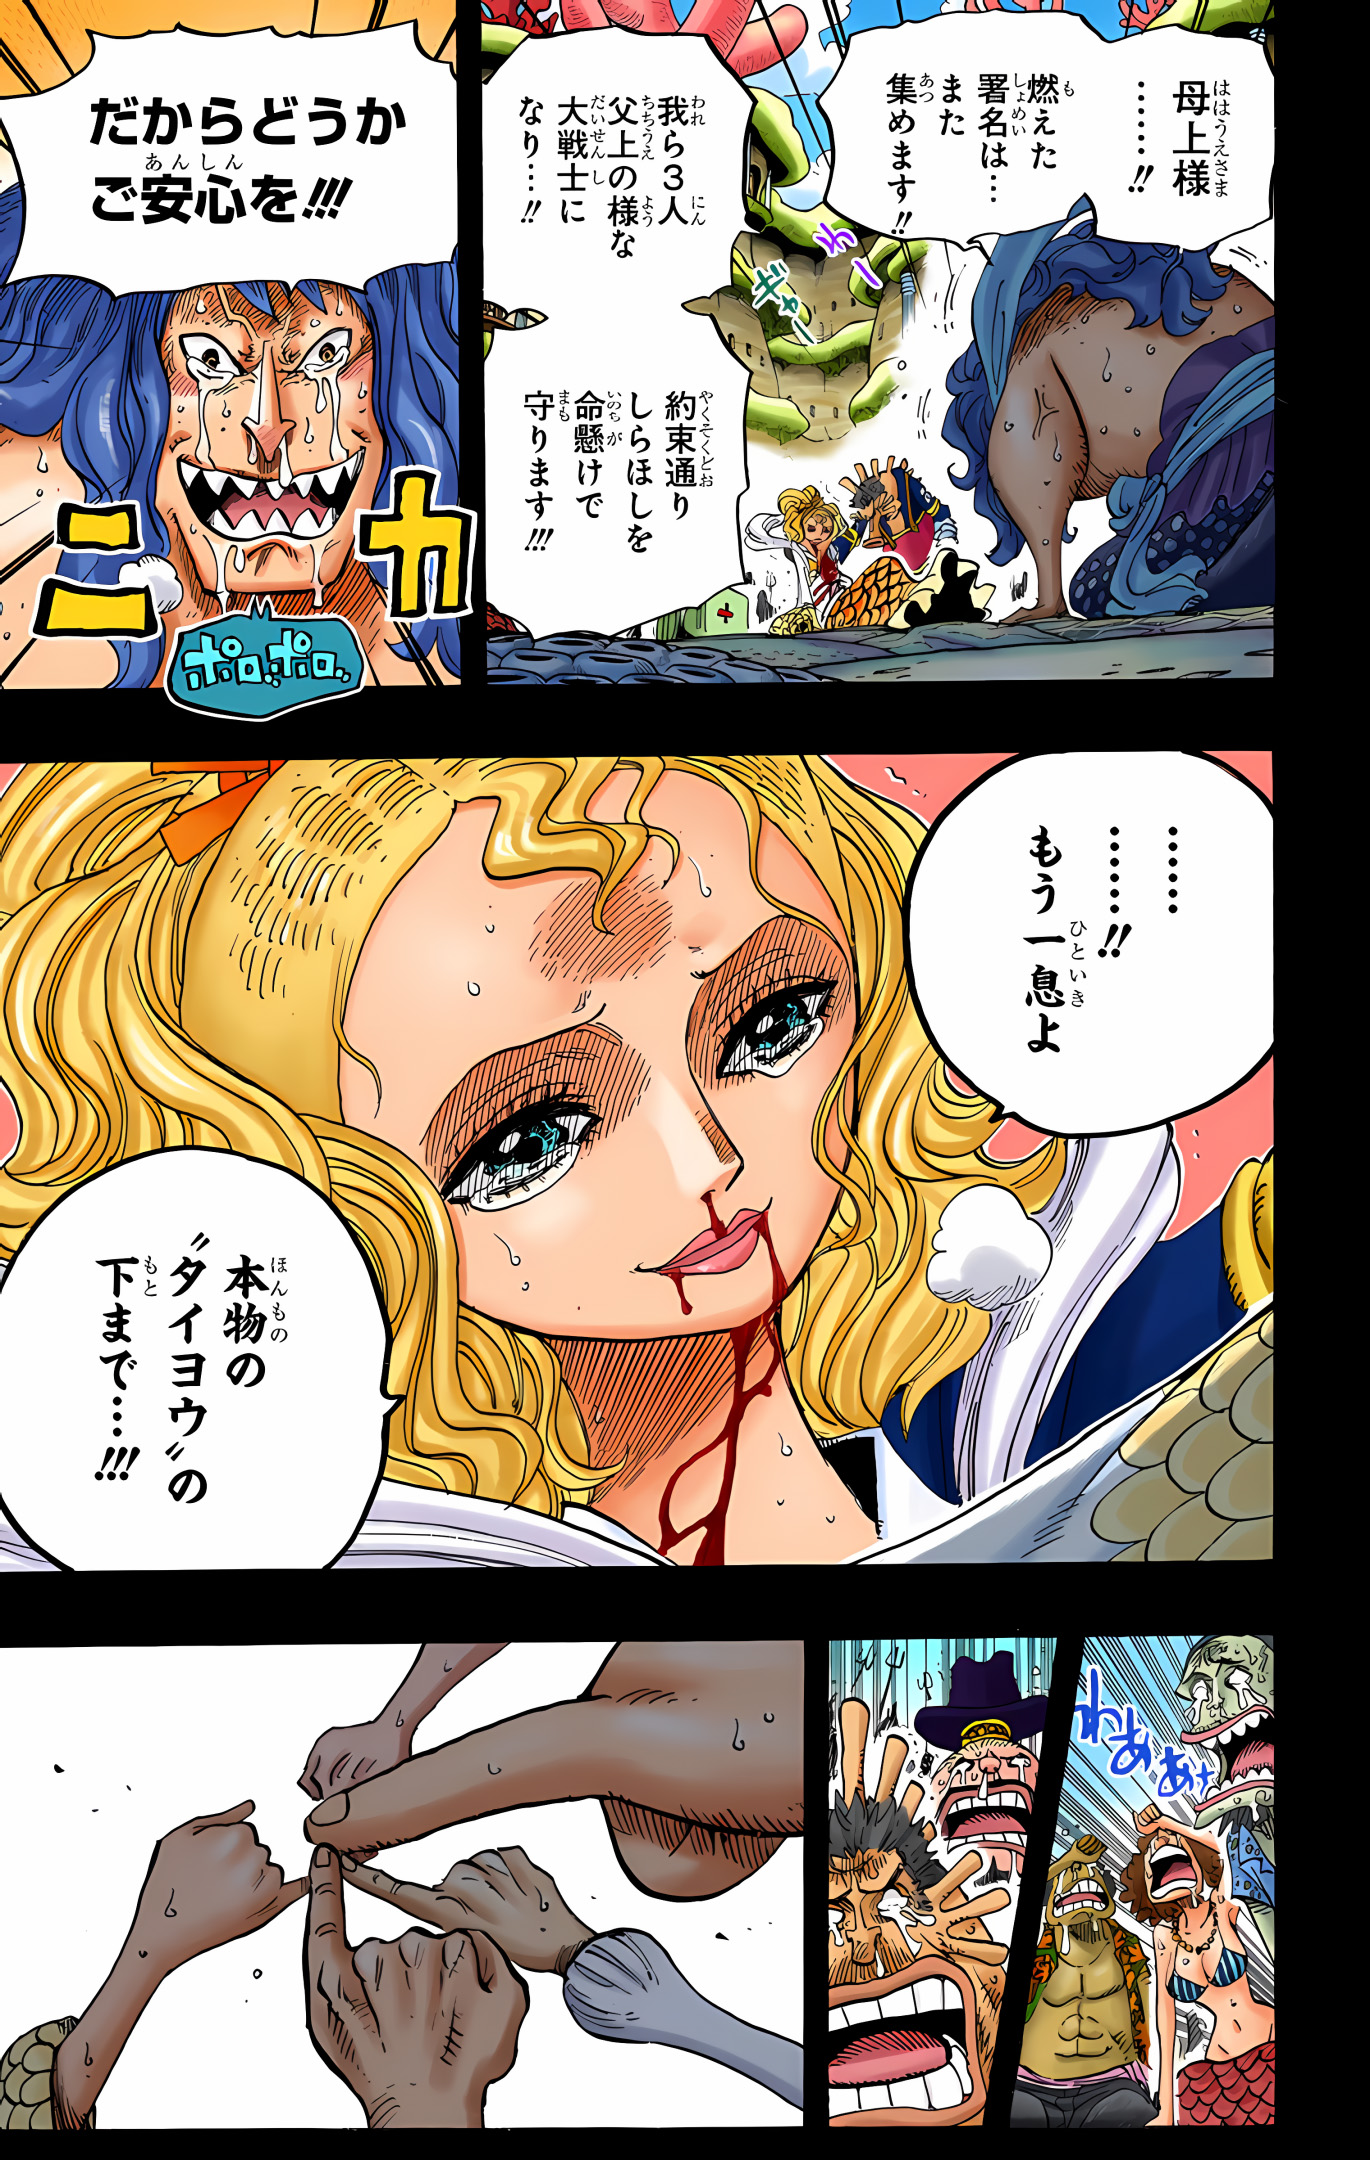 母上様
……!!
燃えた
署名は…
また
集めます!!
我ら3人
父上の様な
大戦士に
なり…!!
約束通り
しらほしを
命懸けで
守ります!!!
だからどうか
ご安心を!!!
ニカ
ポロポロ
……
……!!
もう一息よ
本物の
〝タイヨウ〟の
下まで…!!!
わあああ